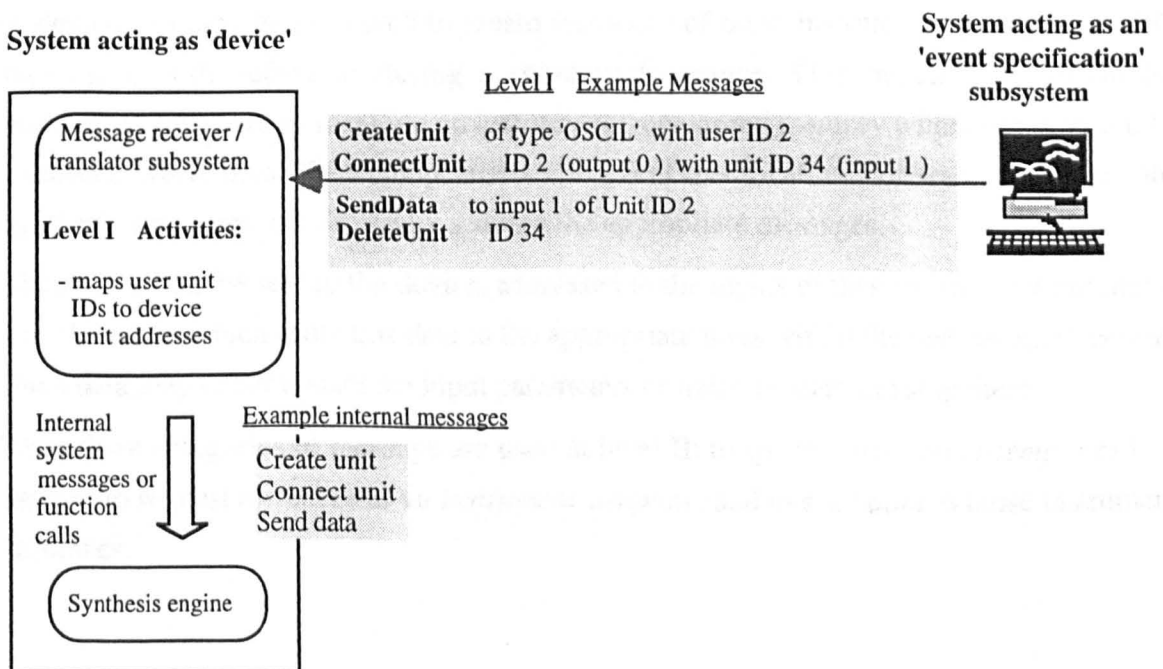 System acting as 'device'
System acting as an
'event specification'
subsystem
Level I Example Messages
Message receiver /
translator subsystem
Level I Activities:
- maps user unit
IDs to device
unit addresses
CreateUnit of type 'OSCIL' with user ID 2
ConnectUnit ID 2 (output 0 ) with unit ID 34 (input 1 )
SendData to input 1 of Unit ID 2
DeleteUnit ID 34
Internal
system
messages or
function
calls
Example internal messages
Create unit
Connect unit
Send data
Synthesis engine